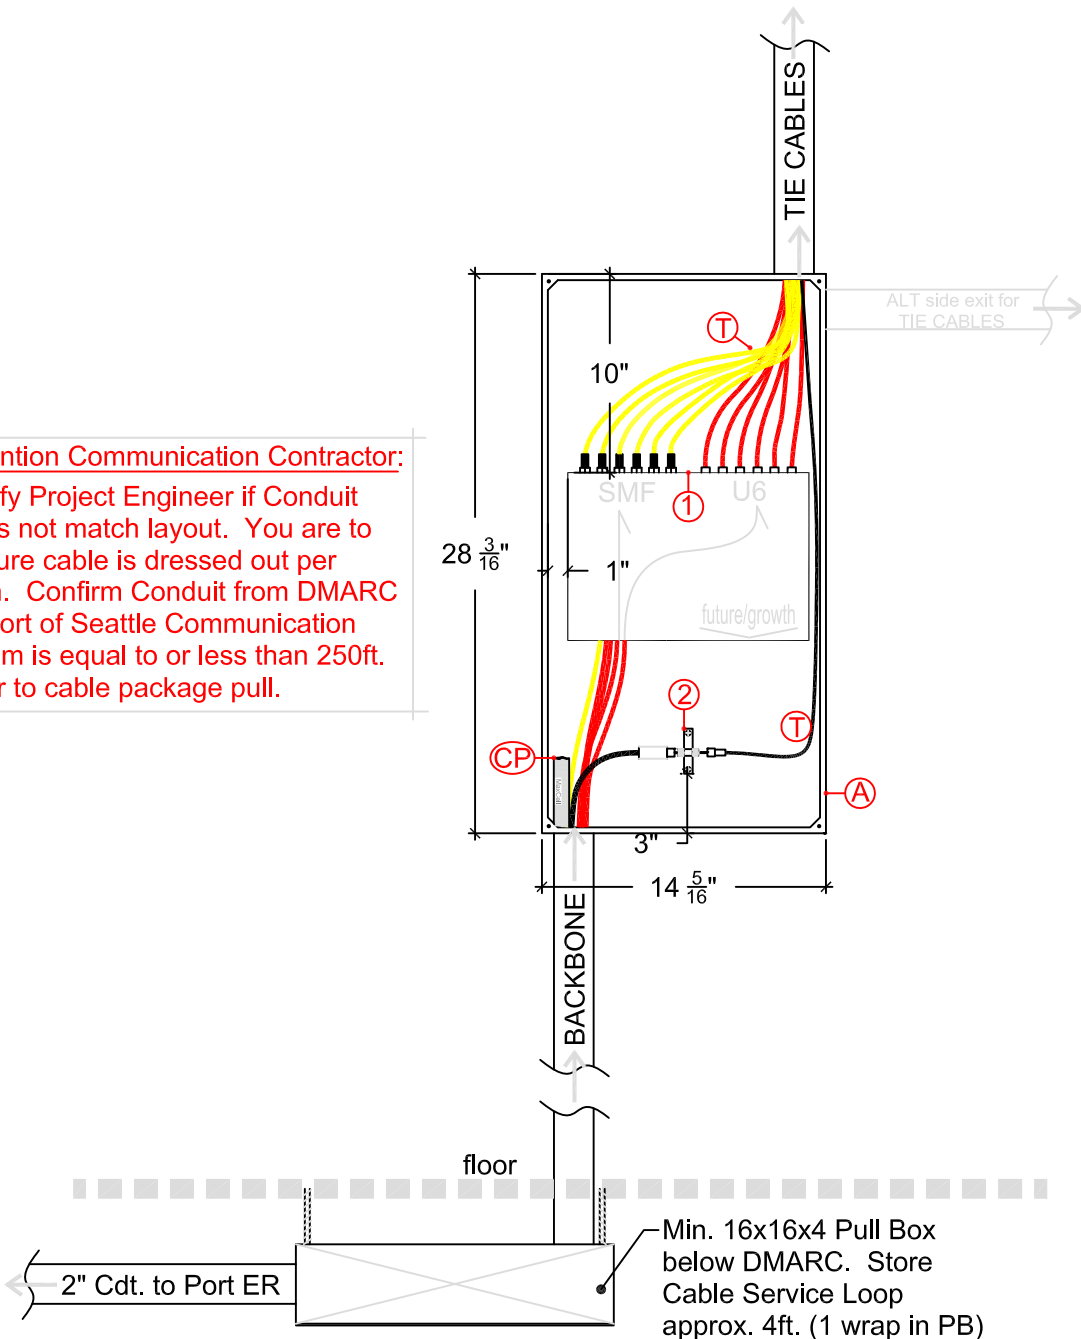 TIE CABLES
ALT side exit for
TIE CABLES
T
10"
ntion Communication Contractor:
fy Project Engineer if Conduit
s not match layout. You are to
ure cable is dressed out per
. Confirm Conduit from DMARC
ort of Seattle Communication
m is equal to or less than 250ft.
r to cable package pull.
SMF
U6
1
28 3/16"
1"
future/growth
2
T
CP
MaxCell
A
3"
14 5/16"
BACKBONE
floor
Min. 16x16x4 Pull Box
below DMARC. Store
Cable Service Loop
approx. 4ft. (1 wrap in PB)
2" Cdt. to Port ER